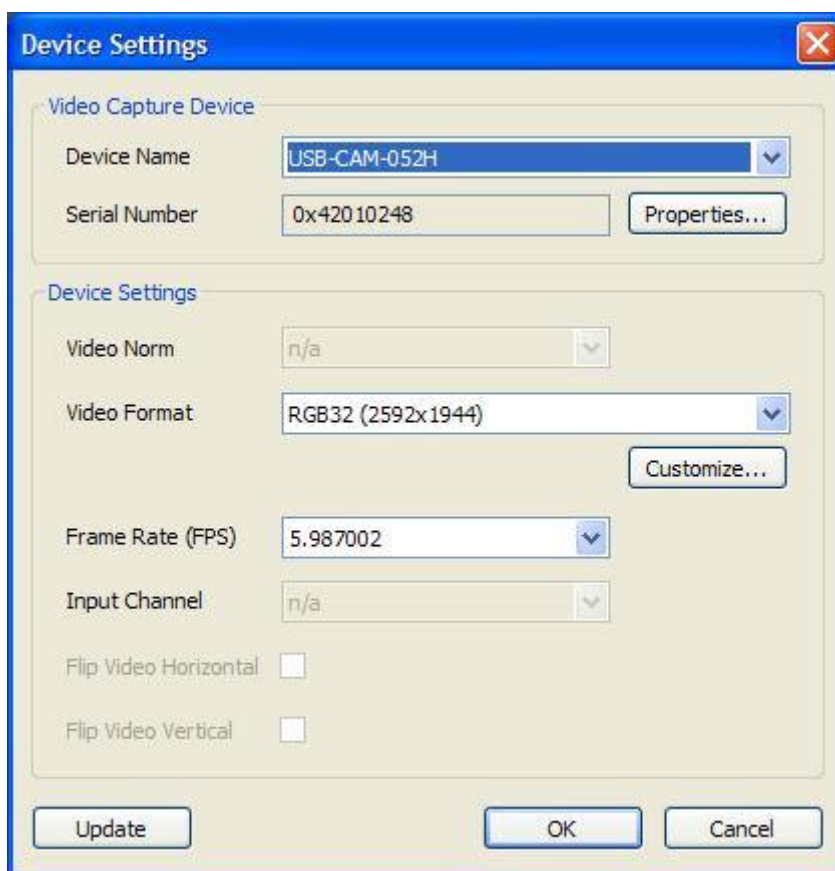 Device Settings
Video Capture Device
Device Name USB-CAM-052H
Serial Number 0x42010248 Properties...
Device Settings
Video Norm n/a
Video Format RGB32 (2592x1944)
Customize...
Frame Rate (FPS) 5.987002
Input Channel n/a
Flip Video Horizontal
Flip Video Vertical
Update OK Cancel